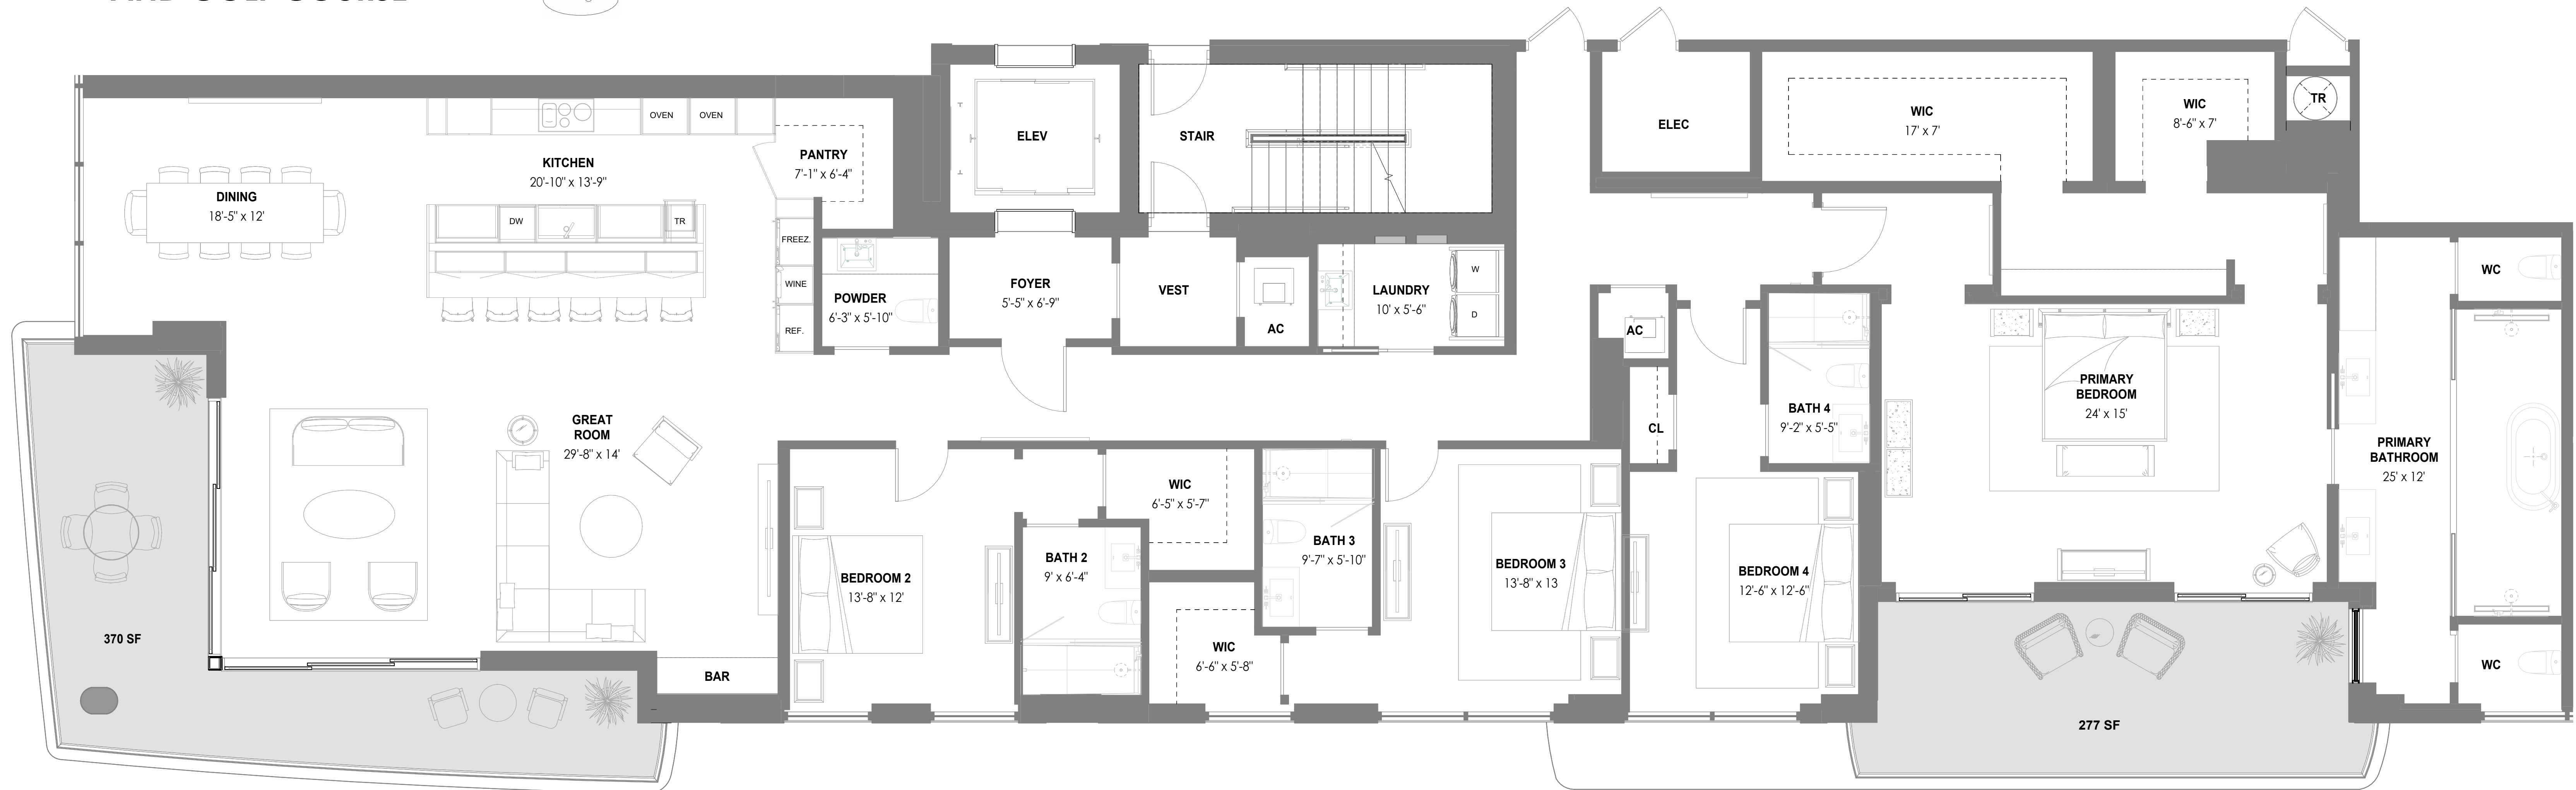 DINING
18'-5" x 12'
KITCHEN
20'-10" x 13'-9"
OVEN
OVEN
DW
TR
PANTRY
7'-1" x 6'-4"
FREEZ.
WINE
REF.
POWDER
6'-3" x 5'-10"
ELEV
FOYER
5'-5" x 6'-9"
STAIR
VEST
AC
LAUNDRY
10' x 5'-6"
W
D
ELEC
WIC
17' x 7'
WIC
8'-6" x 7'
TR
AC
CL
BATH 4
9'-2" x 5'-5"
PRIMARY
BEDROOM
24' x 15'
PRIMARY
BATHROOM
25' x 12'
WC
WC
GREAT
ROOM
29'-8" x 14'
370 SF
BAR
BEDROOM 2
13'-8" x 12'
BATH 2
9' x 6'-4"
WIC
6'-5" x 5'-7"
WIC
6'-6" x 5'-8"
BATH 3
9'-7" x 5'-10"
BEDROOM 3
13'-8" x 13
BEDROOM 4
12'-6" x 12'-6"
277 SF